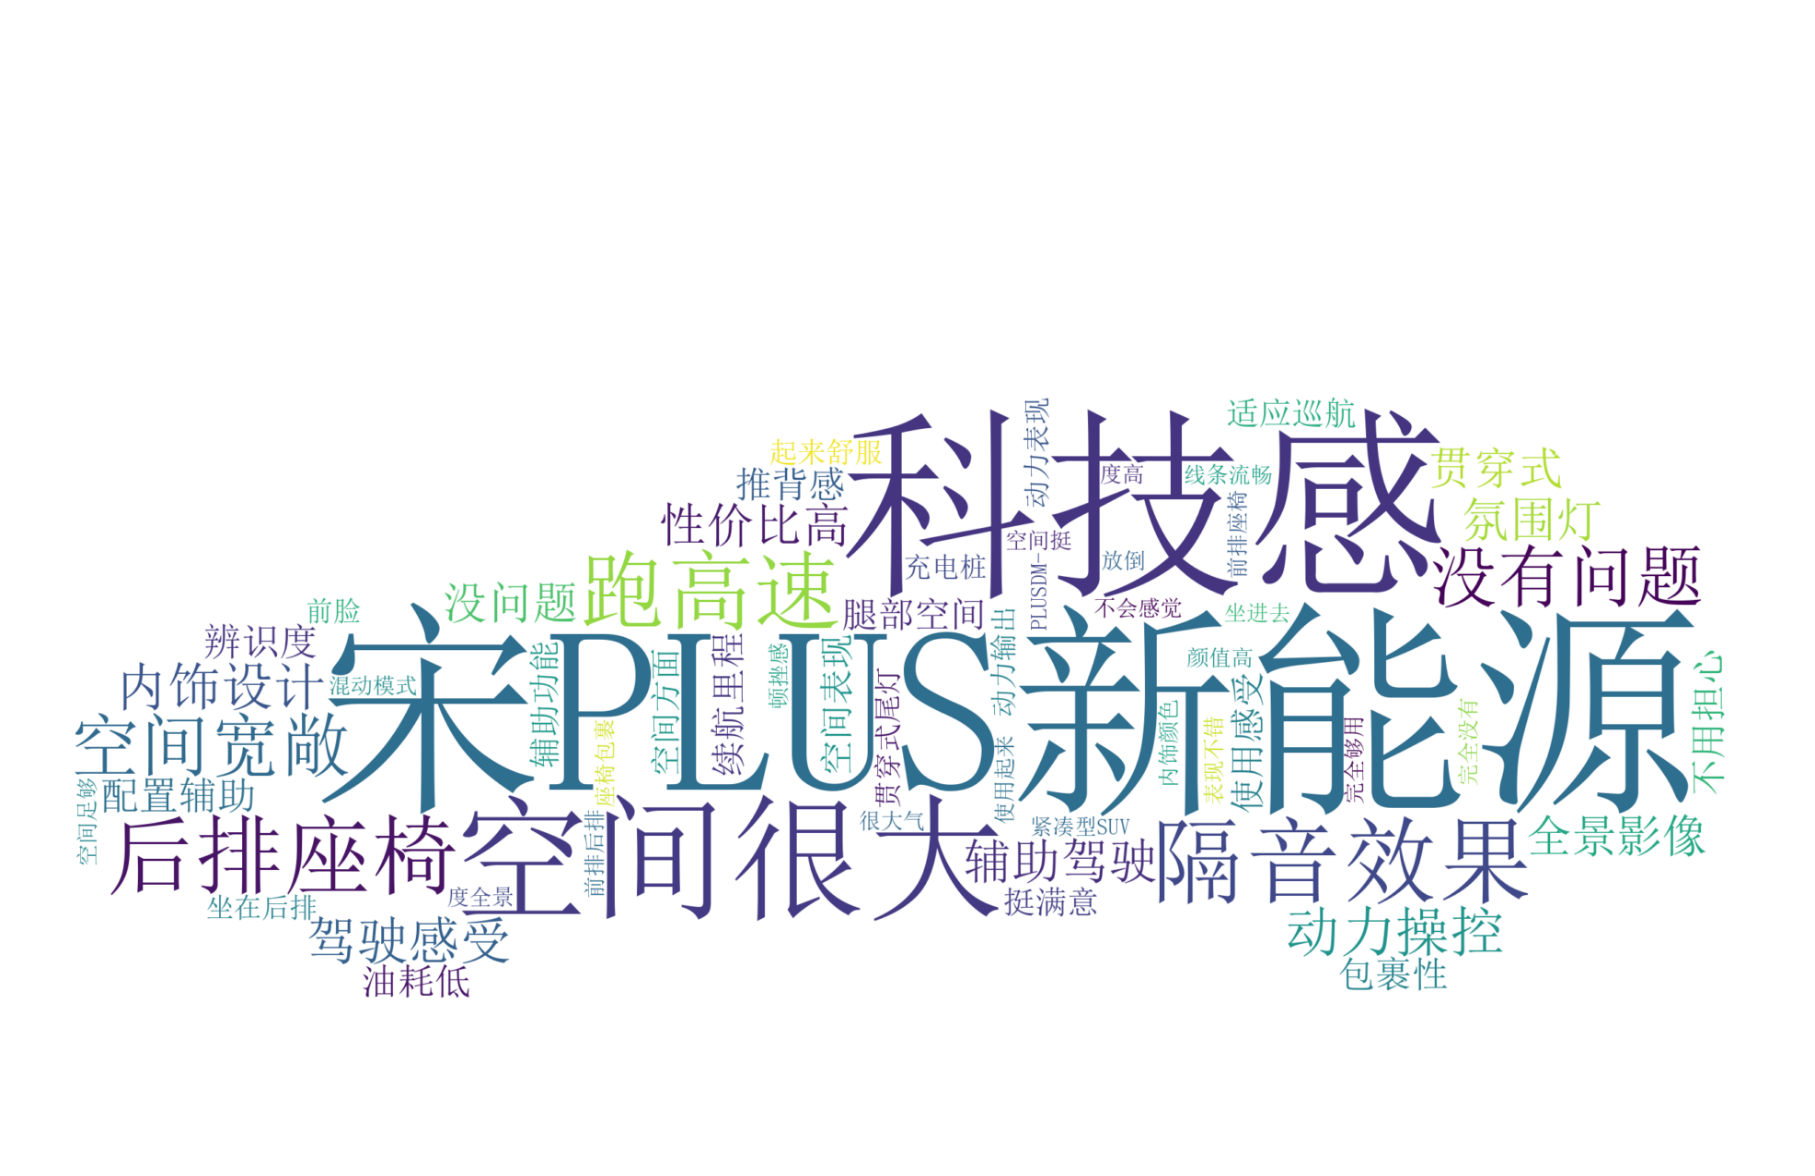 适应巡航
动力表现
科技感
起来舒服
推背感
度高
线条流畅
贯穿式
性价比高
前排座椅
氛围灯
空间挺
充电桩
放倒
PLUSDM-
没有问题
跑高速
没问题
前脸
腿部空间
不会感觉
坐进去
辨识度
宋PLUS新能源
内饰设计
混动模式
辅助功能
空间方面
续航里程
顿挫感
空间表现
贯穿式尾灯
动力输出
颜值高
使用感受
不用担心
空间宽敞
座椅包裹
使用起来
内饰颜色
表现不错
完全够用
完全没有
配置辅助
空间足够
后排座椅
空间很大
前排后排
很大气
紧凑型SUV
辅助驾驶
隔音效果
全景影像
坐在后排
度全景
挺满意
驾驶感受
动力操控
油耗低
包裹性